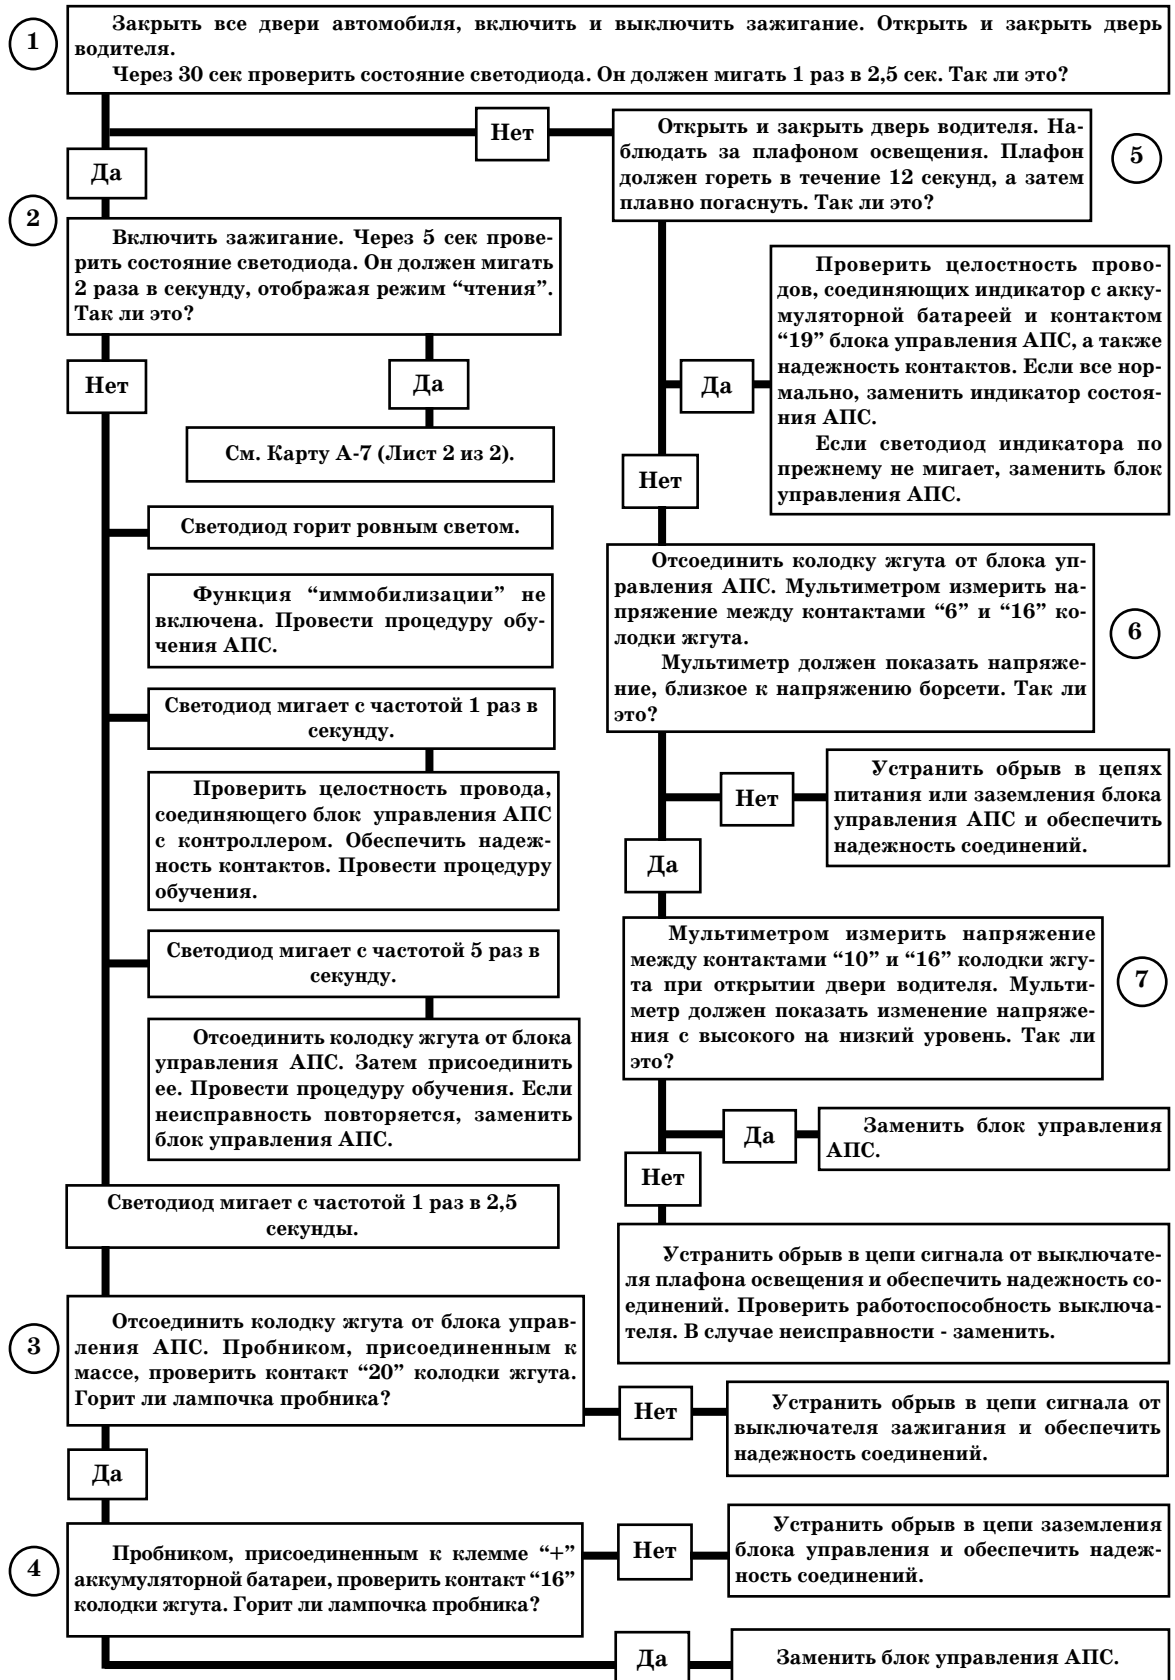 1
Закрыть все двери автомобиля, включить и выключить зажигание. Открыть и закрыть дверь
водителя.
Через 30 сек проверить состояние светодиода. Он должен мигать 1 раз в 2,5 сек. Так ли это?
Нет
Да
Открыть и закрыть дверь водителя. На-
блюдать за плафоном освещения. Плафон
должен гореть в течение 12 секунд, а затем
плавно погаснуть. Так ли это?
5
2
Включить зажигание. Через 5 сек прове-
рить состояние светодиода. Он должен мигать
2 раза в секунду, отображая режим “чтения”.
Так ли это?
Нет
Да
См. Карту А-7 (Лист 2 из 2).
Да
Проверить целостность прово-
дов, соединяющих индикатор с акку-
муляторной батареей и контактом
“19” блока управления АПС, а также
надежность контактов. Если все нор-
мально, заменить индикатор состоя-
ния АПС.
Если светодиод индикатора по
прежнему не мигает, заменить блок
управления АПС.
Нет
Светодиод горит ровным светом.
Функция “иммобилизации” не
включена. Провести процедуру обу-
чения АПС.
Светодиод мигает с частотой 1 раз в
секунду.
Проверить целостность провода,
соединяющего блок управления АПС
с контроллером. Обеспечить надеж-
ность контактов. Провести процедуру
обучения.
Светодиод мигает с частотой 5 раз в
секунду.
Отсоединить колодку жгута от блока
управления АПС. Затем присоединить
ее. Провести процедуру обучения. Если
неисправность повторяется, заменить
блок управления АПС.
Светодиод мигает с частотой 1 раз в 2,5
секунды.
Отсоединить колодку жгута от блока уп-
равления АПС. Мультиметром измерить на-
пряжение между контактами “6” и “16” ко-
лодки жгута.
Мультиметр должен показать напряже-
ние, близкое к напряжению борсети. Так ли
это?
6
Нет
Устранить обрыв в цепях
питания или заземления блока
управления АПС и обеспечить
надежность соединений.
Да
Мультиметром измерить напряжение
между контактами “10” и “16” колодки жгу-
та при открытии двери водителя. Мульти-
метр должен показать изменение напряже-
ния с высокого на низкий уровень. Так ли
это?
7
Да
Заменить блок управления
АПС.
Нет
Устранить обрыв в цепи сигнала от выключате-
ля плафона освещения и обеспечить надежность со-
единений. Проверить работоспособность выключа-
теля. В случае неисправности - заменить.
3
Отсоединить колодку жгута от блока управ-
ления АПС. Пробником, присоединенным к
массе, проверить контакт “20” колодки жгута.
Горит ли лампочка пробника?
Нет
Устранить обрыв в цепи сигнала от
выключателя зажигания и обеспечить
надежность соединений.
Да
4
Пробником, присоединенным к клемме “+”
аккумуляторной батареи, проверить контакт “16”
колодки жгута. Горит ли лампочка пробника?
Нет
Устранить обрыв в цепи заземления
блока управления и обеспечить надеж-
ность соединений.
Да
Заменить блок управления АПС.